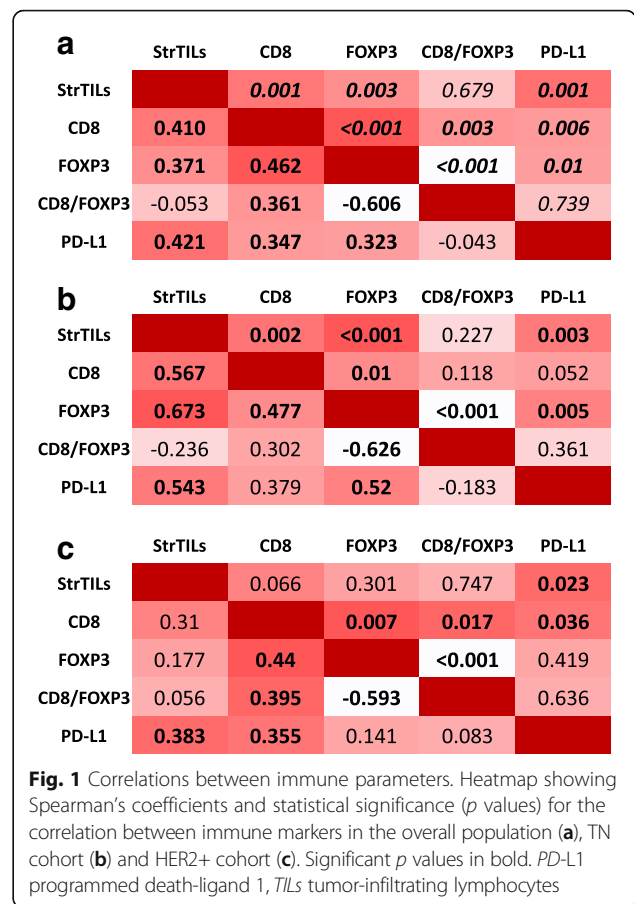 a
StrTILs CD8 FOXP3 CD8/FOXP3 PD-L1
StrTILs 0.001 0.003 0.679 0.001
CD8 0.410 <0.001 0.003 0.006
FOXP3 0.371 0.462 <0.001 0.01
CD8/FOXP3 -0.053 0.361 -0.606 0.739
PD-L1 0.421 0.347 0.323 -0.043
b
StrTILs CD8 FOXP3 CD8/FOXP3 PD-L1
StrTILs 0.002 <0.001 0.227 0.003
CD8 0.567 0.01 0.118 0.052
FOXP3 0.673 0.477 <0.001 0.005
CD8/FOXP3 -0.236 0.302 -0.626 0.361
PD-L1 0.543 0.379 0.52 -0.183
c
StrTILs CD8 FOXP3 CD8/FOXP3 PD-L1
StrTILs 0.066 0.301 0.747 0.023
CD8 0.31 0.007 0.017 0.036
FOXP3 0.177 0.44 <0.001 0.419
CD8/FOXP3 0.056 0.395 -0.593 0.636
PD-L1 0.383 0.355 0.141 0.083
Fig. 1 Correlations between immune parameters. Heatmap showing
Spearman's coefficients and statistical significance (p values) for the
correlation between immune markers in the overall population (a), TN
cohort (b) and HER2+ cohort (c). Significant p values in bold. PD-L1
programmed death-ligand 1, TILs tumor-infiltrating lymphocytes